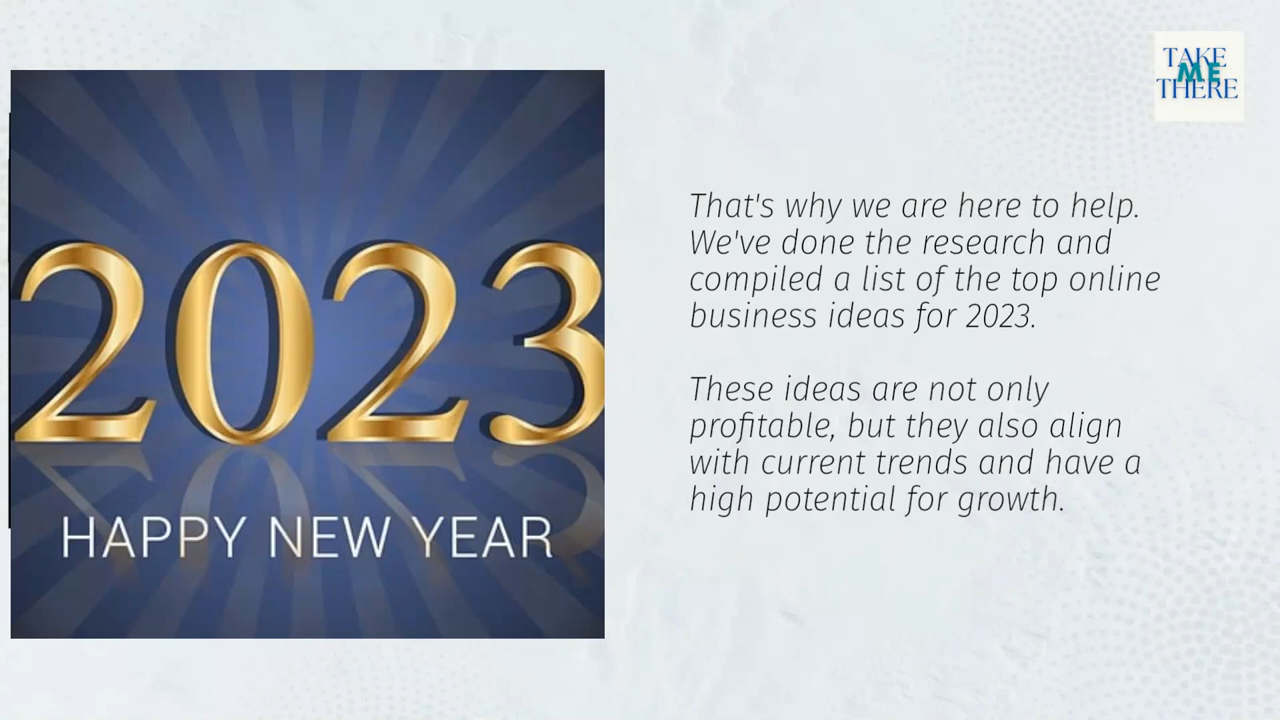 TAKE
ME
THERE
2023
HAPPY NEW YEAR
That's why we are here to help.
We've done the research and
compiled a list of the top online
business ideas for 2023.
These ideas are not only
profitable, but they also align
with current trends and have a
high potential for growth.